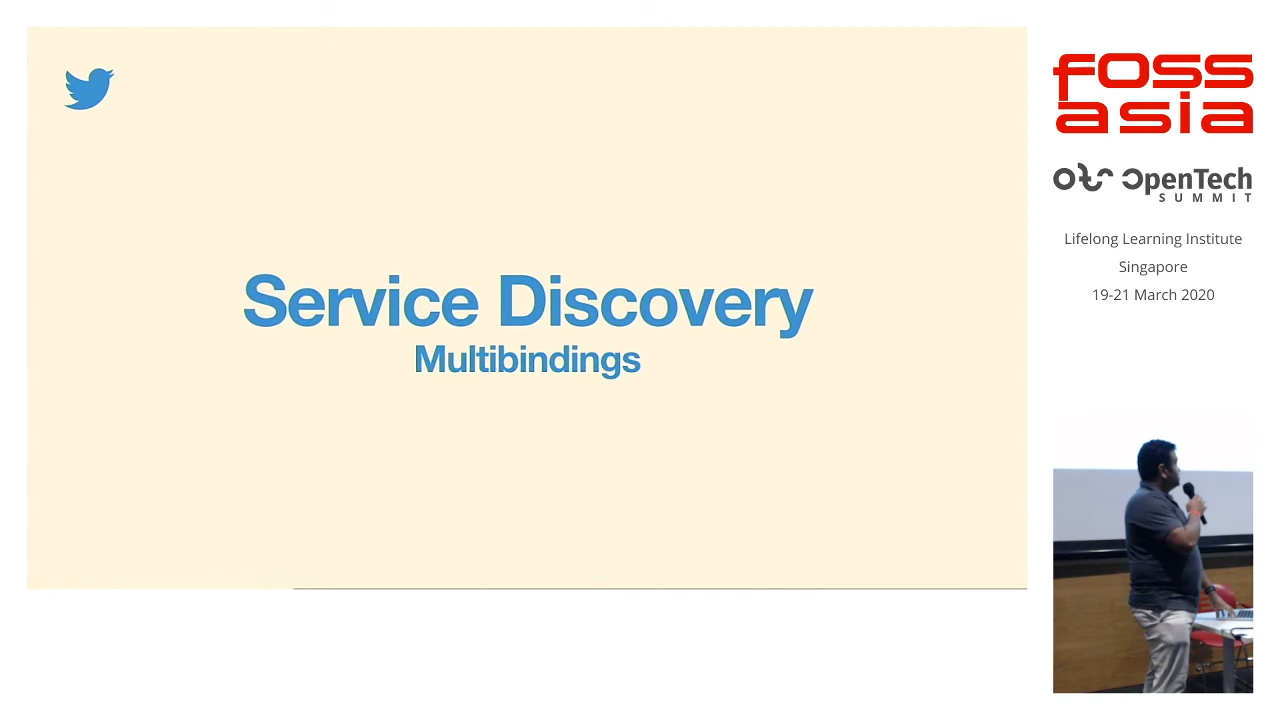 Service Discovery
Multibindings
foss
asia
OpenTech
SUMMIT
Lifelong Learning Institute
Singapore
19-21 March 2020